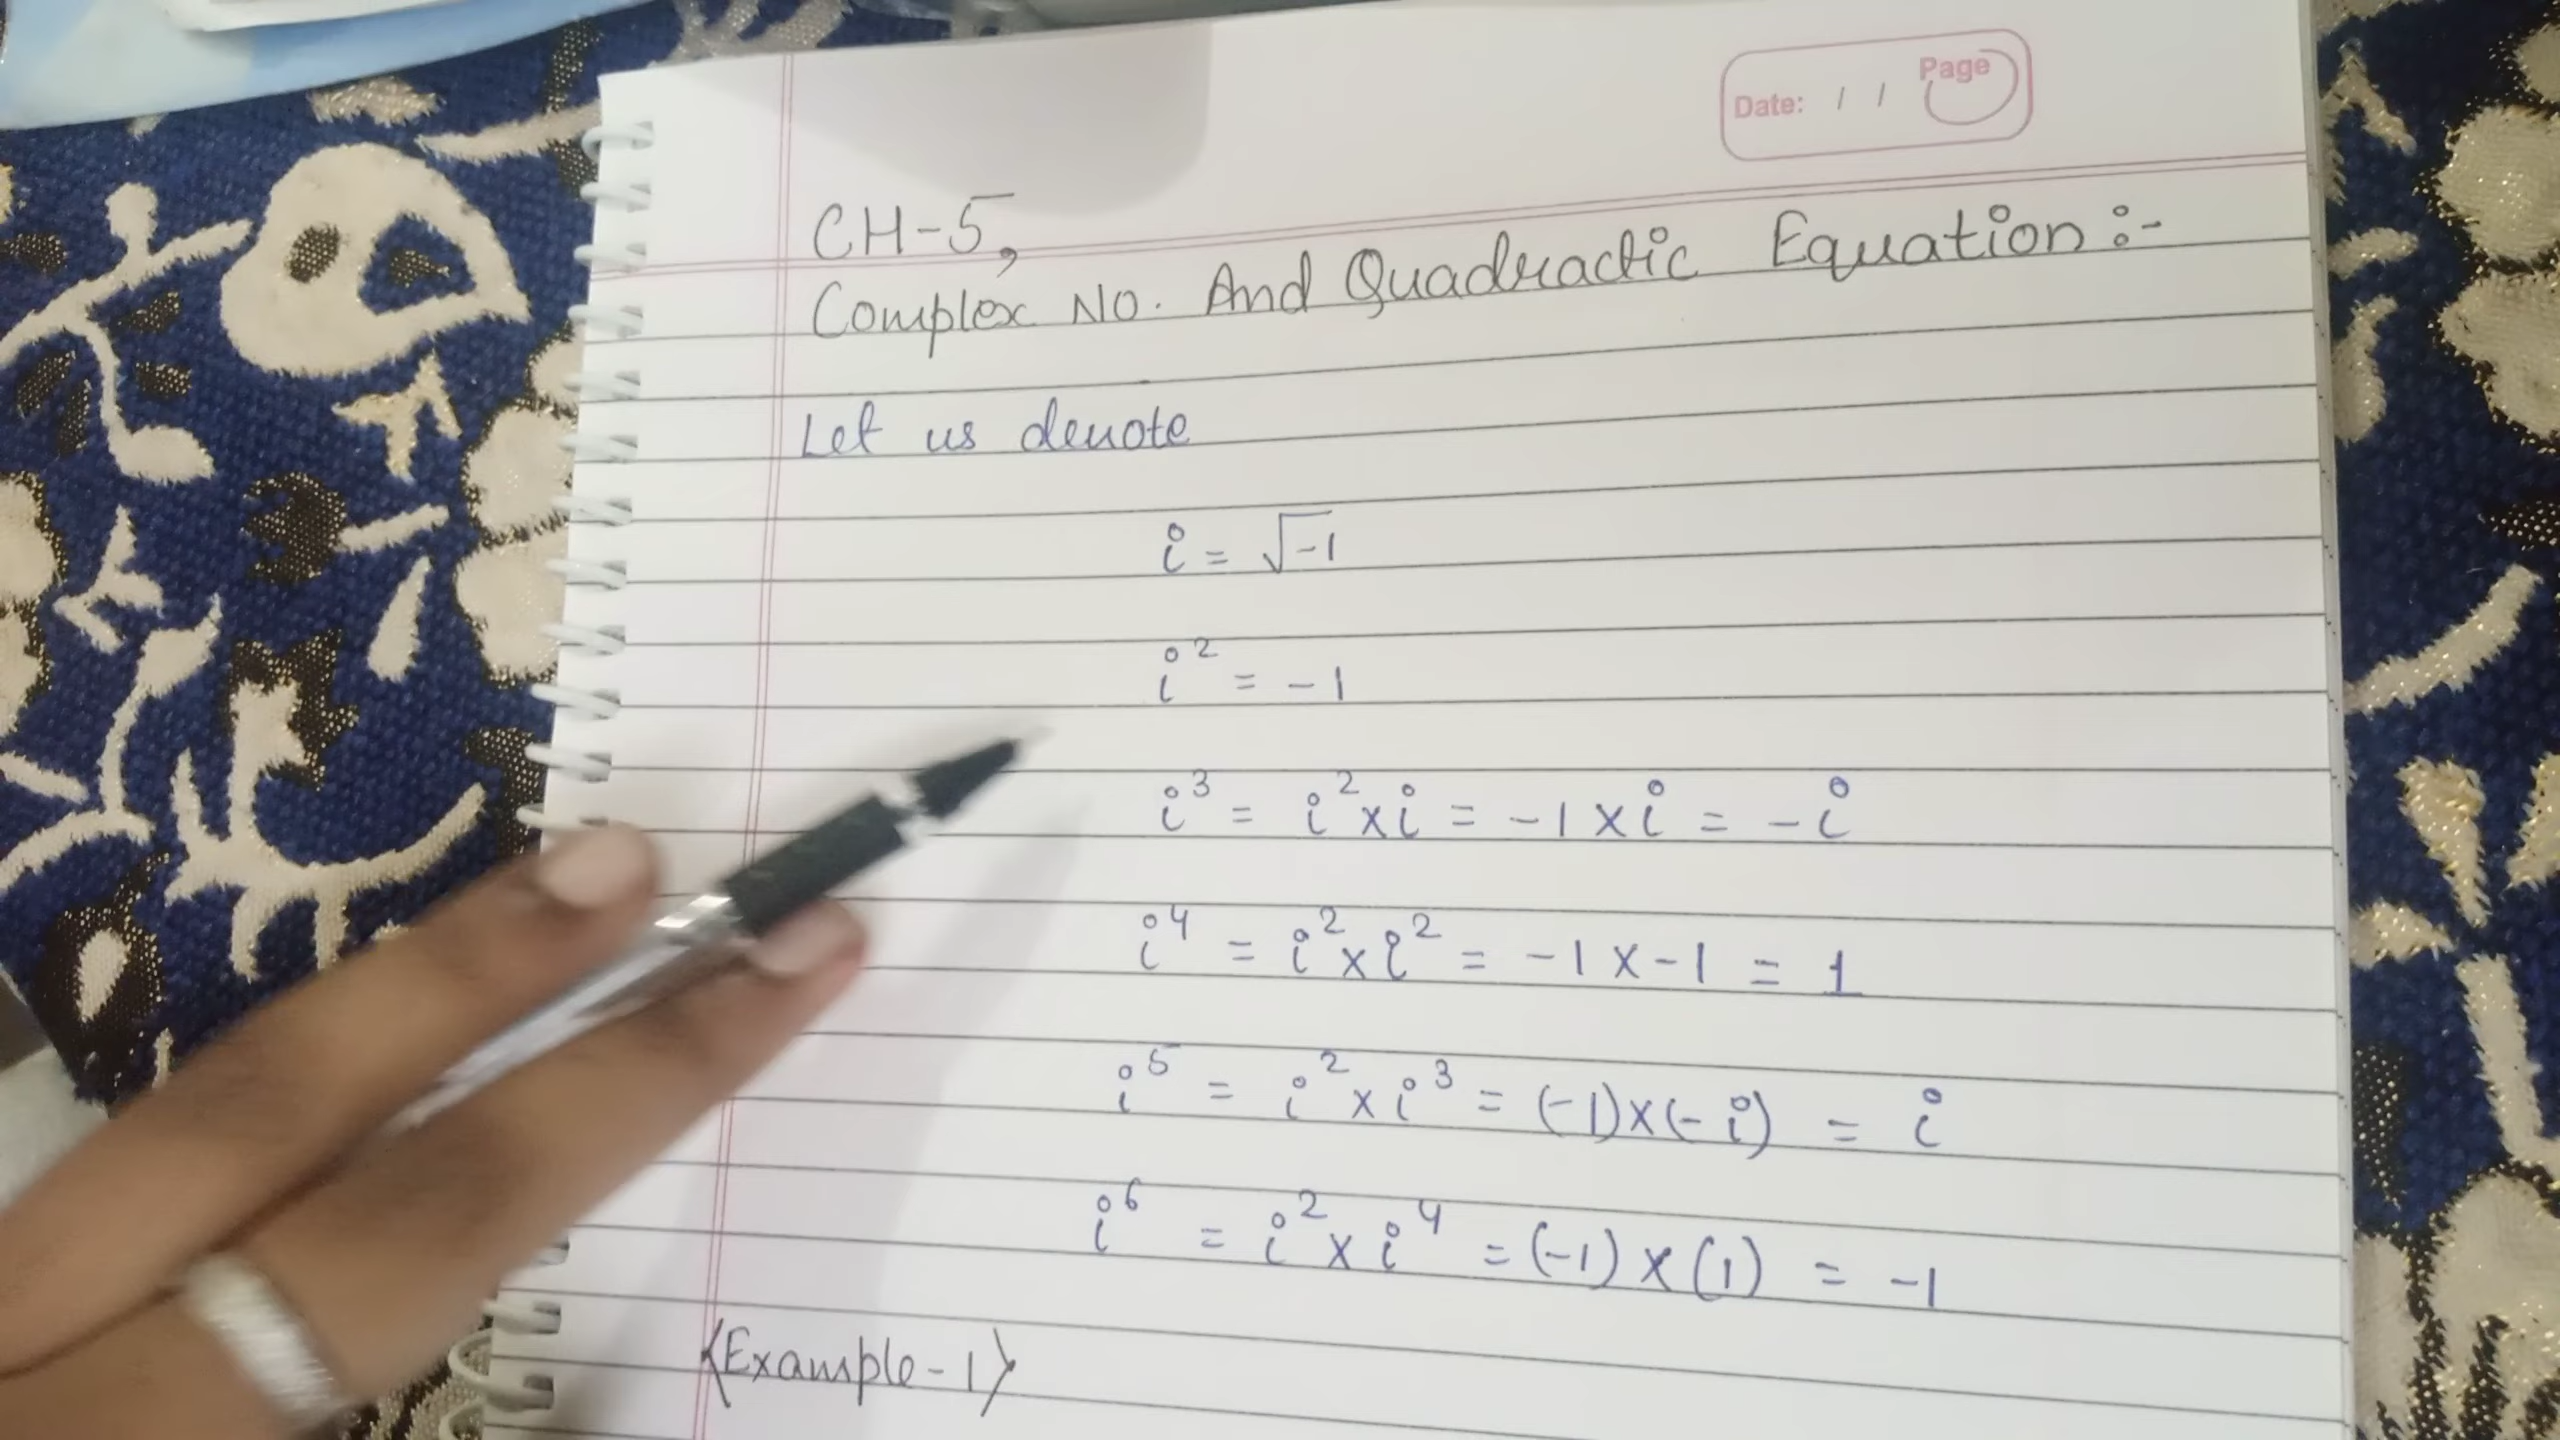 Date: / / Page
CH-5,
Complex No. And Quadractic Equation :-
Let us denote
i = √-1
i² = -1
i³ = i² x i = -1 x i = -i
i⁴ = i² x i² = -1 x -1 = 1
i⁵ = i² x i³ = (-1) x (-i) = i
i⁶ = i² x i⁴ = (-1) x (1) = -1
⟨Example-1⟩